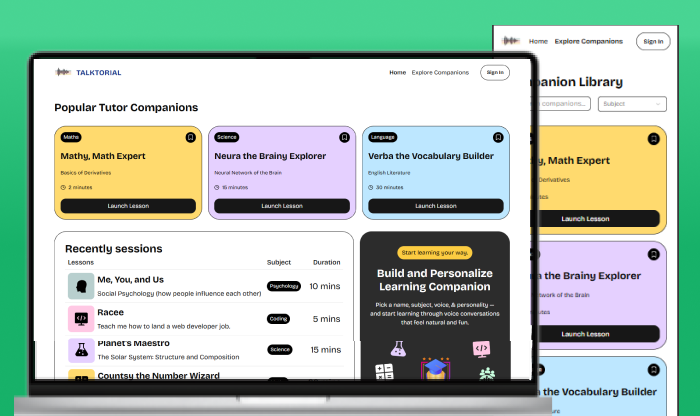 TALKTORIAL
Home Explore Companions Sign In
Popular Tutor Companions
Maths
Mathy, Math Expert
Basics of Derivatives
2 minutes
Launch Lesson
Science
Neura the Brainy Explorer
Neural Network of the Brain
15 minutes
Launch Lesson
Language
Verba the Vocabulary Builder
English Literature
30 minutes
Launch Lesson
Recently sessions
Lessons Subject Duration
Me, You, and Us
Social Psychology (how people influence each other)
Psychology 10 mins
Racee
Teach me how to land a web developer job.
Coding 5 mins
Planet's Maestro
The Solar System: Structure and Composition
Science 15 mins
Countsy the Number Wizard
Start learning your way.
Build and Personalize
Learning Companion
Pick a name, subject, voice, & personality —
and start learning through voice conversations
that feel natural and fun.
Home Explore Companions Sign In
panion Library
companions... Subject
y, Math Expert
Derivatives
utes
Launch Lesson
a the Brainy Explorer
etwork of the Brain
nutes
Launch Lesson
the Vocabulary Builder
iterature